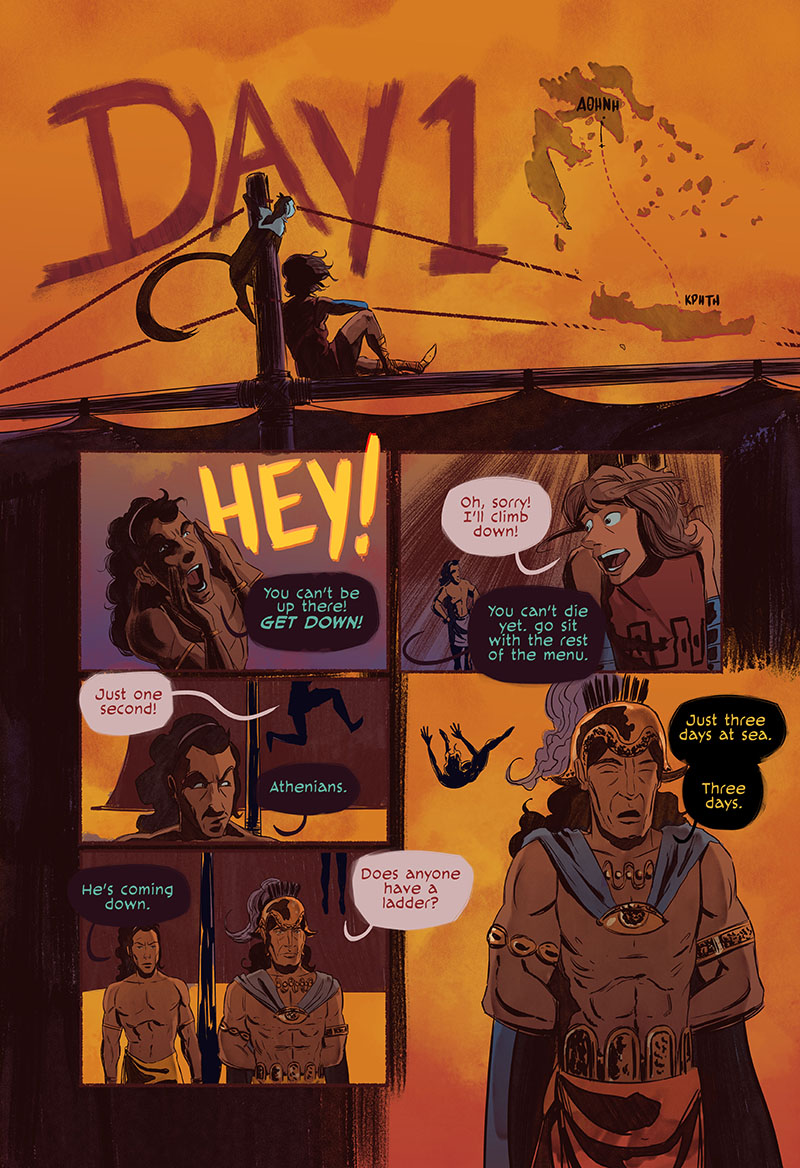 DAY 1
ΑΘΗΝΗ
ΚΡΗΤΗ
HEY!
You can't be
up there!
GET DOWN!
Oh, sorry!
I'll climb
down!
You can't die
yet. go sit
with the rest
of the menu.
Just one
second!
Athenians.
He's coming
down.
Does anyone
have a
ladder?
Just three
days at sea.
Three
days.